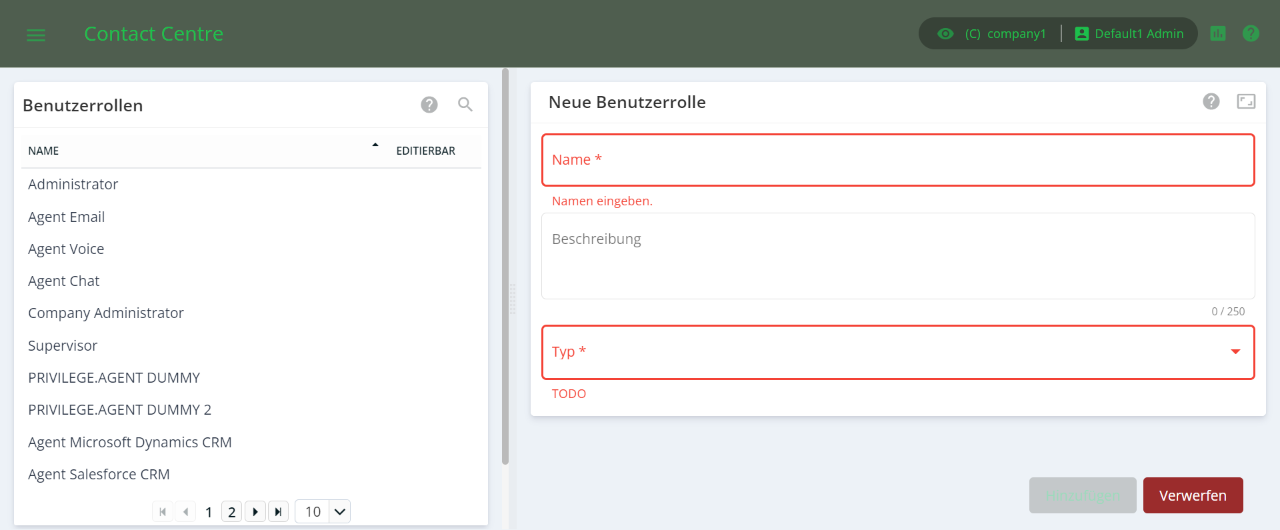 Contact Centre
(C) company1
Default1 Admin
Benutzerrollen
NAME
EDITIERBAR
Administrator
Agent Email
Agent Voice
Agent Chat
Company Administrator
Supervisor
PRIVILEGE.AGENT DUMMY
PRIVILEGE.AGENT DUMMY 2
Agent Microsoft Dynamics CRM
Agent Salesforce CRM
1 2 10
Neue Benutzerrolle
Name *
Namen eingeben.
Beschreibung
0 / 250
Typ *
TODO
Verwerfen